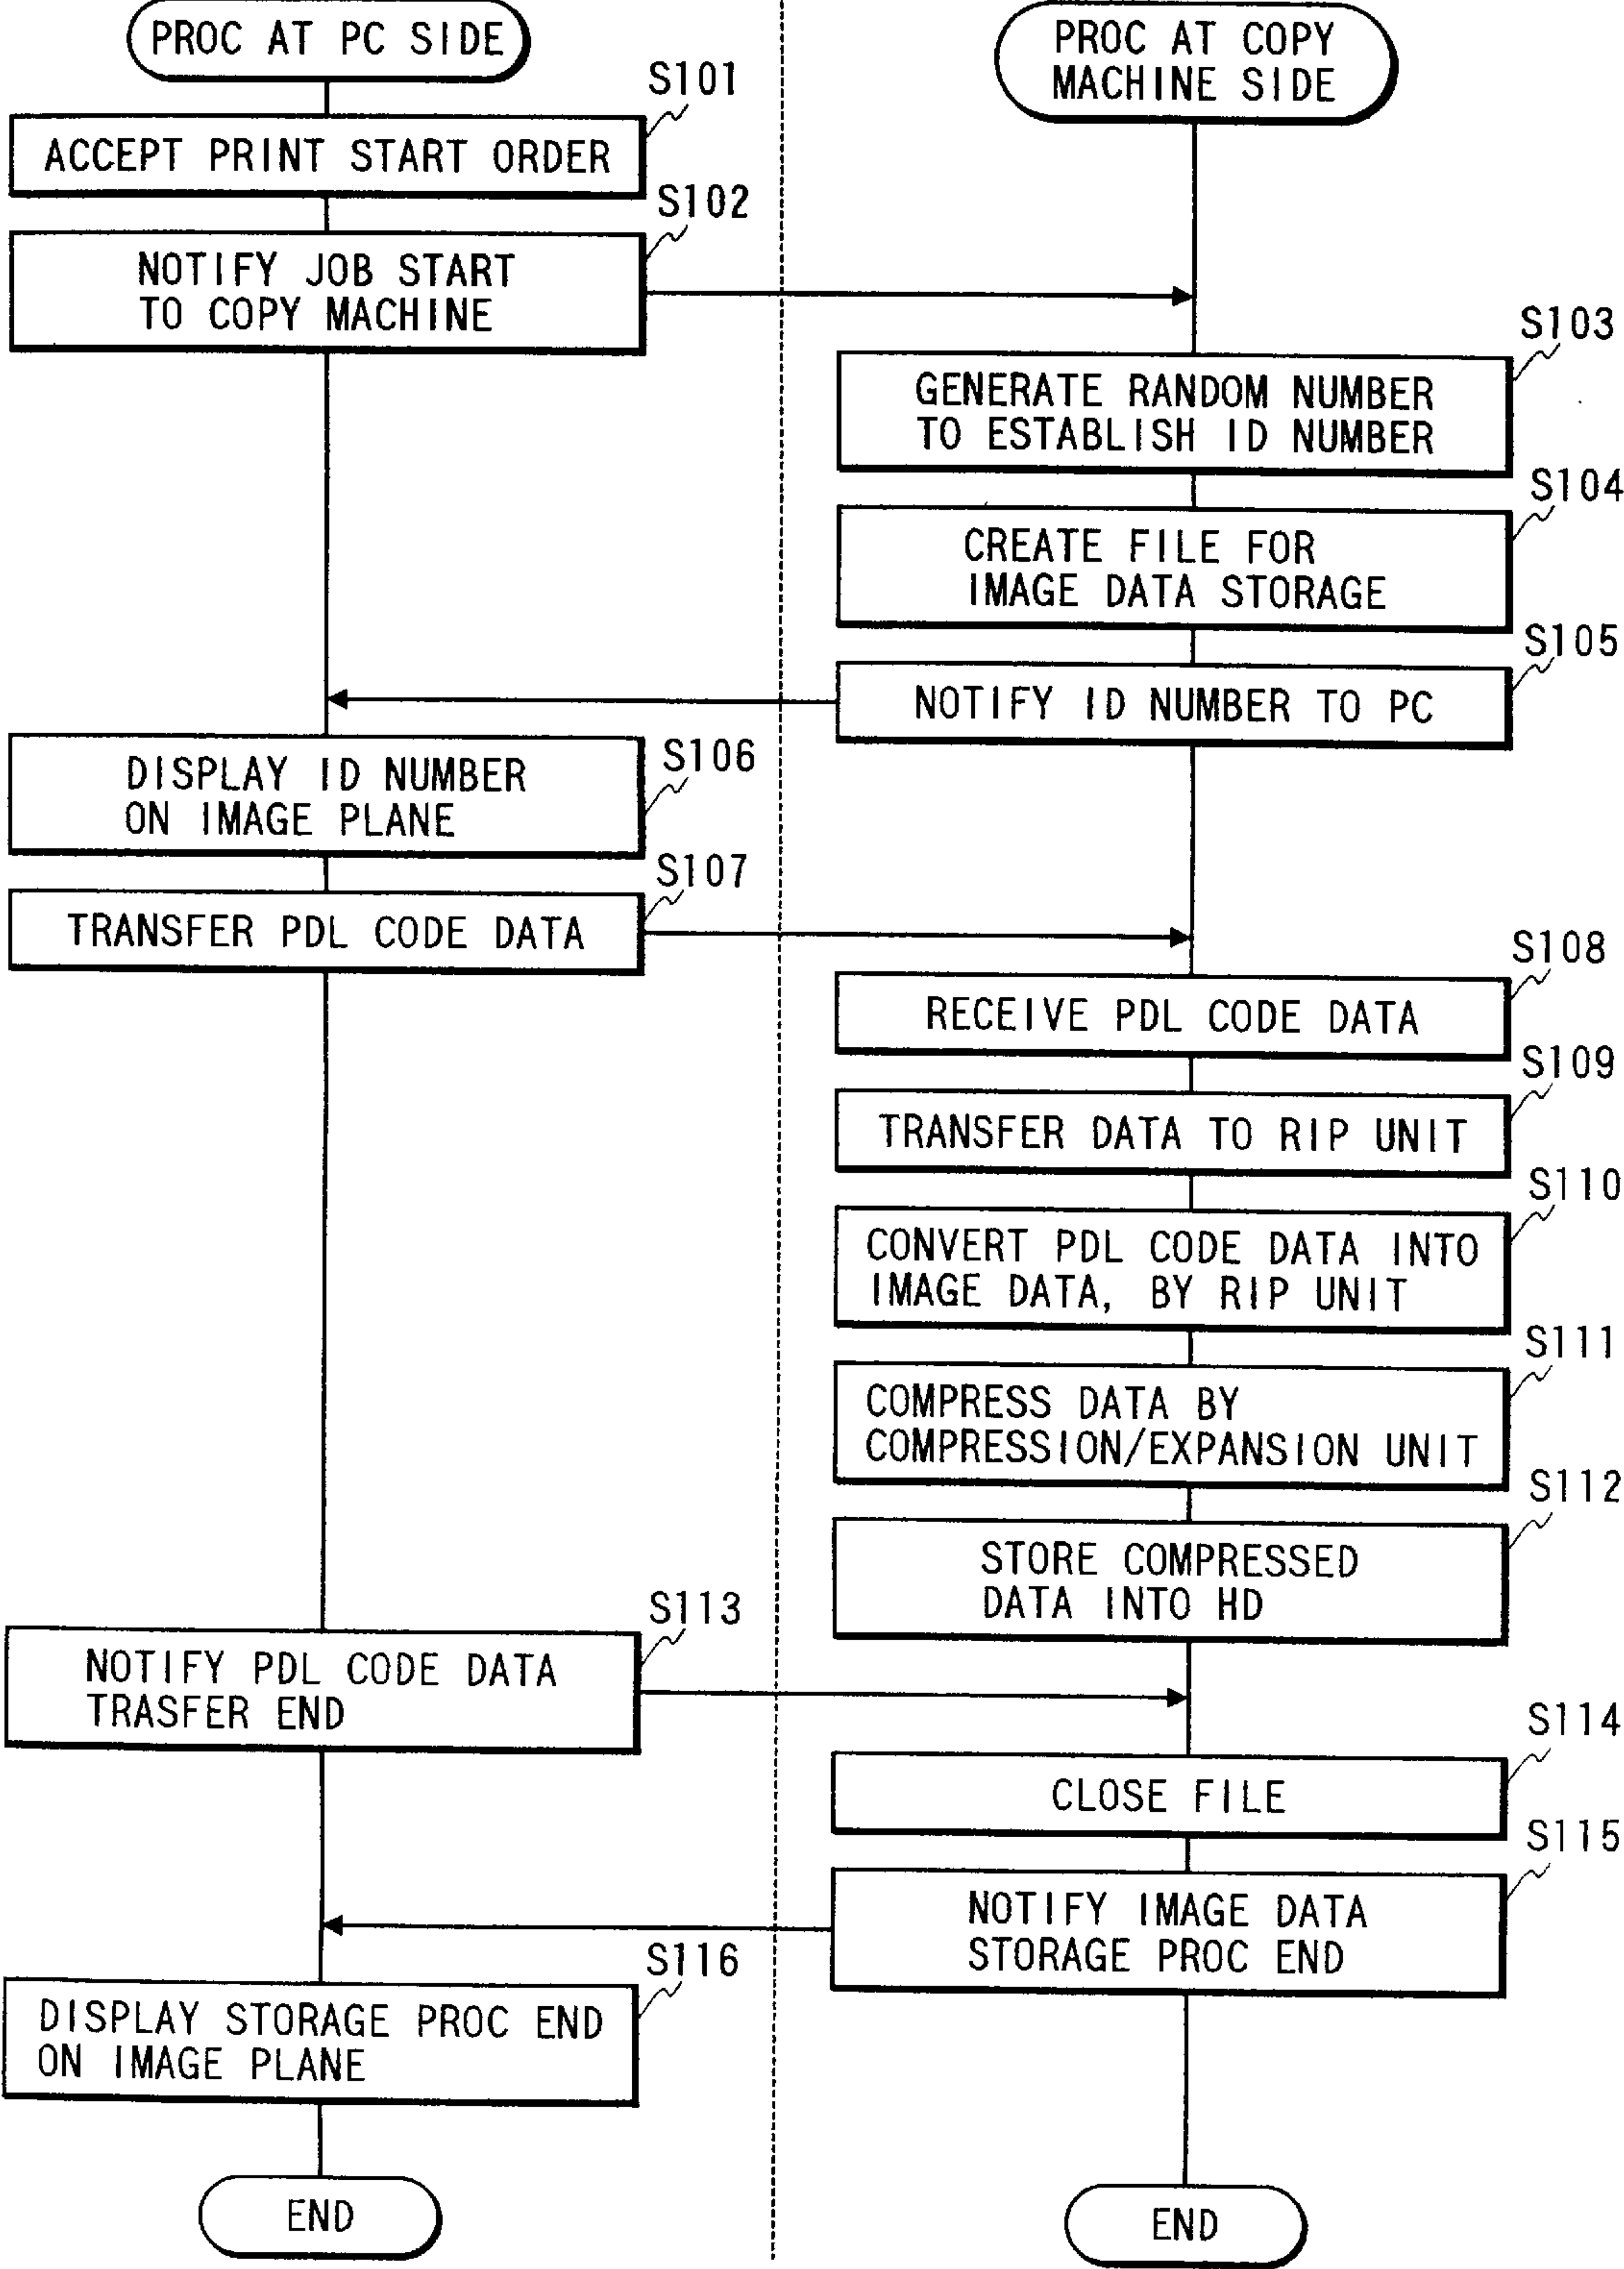 PROC AT PC SIDE
PROC AT COPY
MACHINE SIDE
S101
ACCEPT PRINT START ORDER
S102
NOTIFY JOB START
TO COPY MACHINE
S103
GENERATE RANDOM NUMBER
TO ESTABLISH ID NUMBER
S104
CREATE FILE FOR
IMAGE DATA STORAGE
S105
NOTIFY ID NUMBER TO PC
S106
DISPLAY ID NUMBER
ON IMAGE PLANE
S107
TRANSFER PDL CODE DATA
S108
RECEIVE PDL CODE DATA
S109
TRANSFER DATA TO RIP UNIT
S110
CONVERT PDL CODE DATA INTO
IMAGE DATA, BY RIP UNIT
S111
COMPRESS DATA BY
COMPRESSION/EXPANSION UNIT
S112
STORE COMPRESSED
DATA INTO HD
S113
NOTIFY PDL CODE DATA
TRASFER END
S114
CLOSE FILE
S115
NOTIFY IMAGE DATA
STORAGE PROC END
S116
DISPLAY STORAGE PROC END
ON IMAGE PLANE
END
END